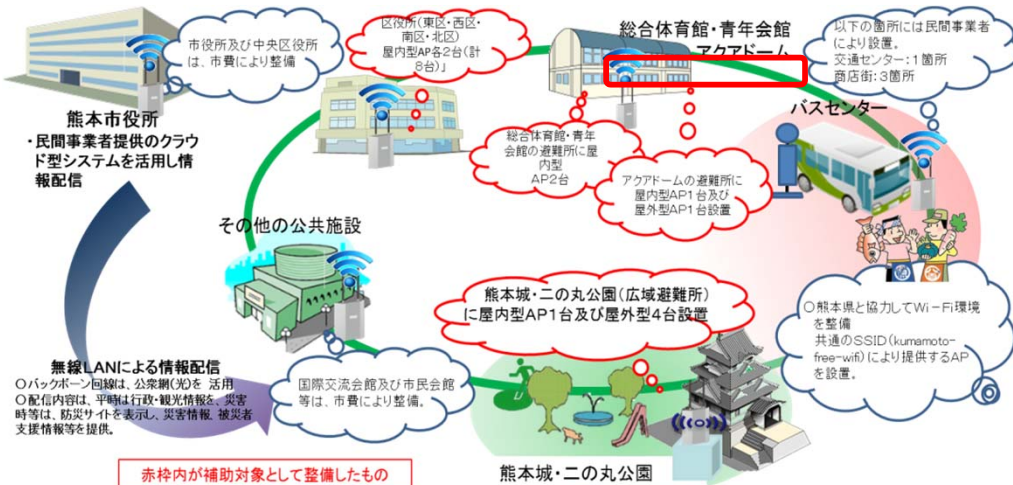 市役所及び中央区役所
は、市費により整備
熊本市役所
・民間事業者提供のクラウ
ド型システムを活用し情
報配信
区役所(東区・西区・
南区・北区)
屋内型AP各2台(計
8台)」
総合体育館・青年会館
アクアドーム
以下の箇所には民間事業者
により設置。
交通センター:1箇所
商店街:3箇所
バスセンター
総合体育館・青年
会館の避難所に屋
内型
AP2台
アクアドームの避難所に
屋内型AP1台及び
屋外型AP1台設置
その他の公共施設
熊本城・二の丸公園(広域避難所)
に屋内型AP1台及び屋外型4台設置
○熊本県と協力してWi-Fi環境
を整備
共通のSSID(kumamoto-
free-wifi)により提供するAP
を設置。
無線LANによる情報配信
○バックボーン回線は、公衆網(光)を 活用
○配信内容は、平時は行政・観光情報を、災害
時等は、防災サイトを表示し、災害情報、被災者
支援情報等を提供。
国際交流会館及び市民会館
等は、市費により整備。
赤枠内が補助対象として整備したもの
熊本城・二の丸公園